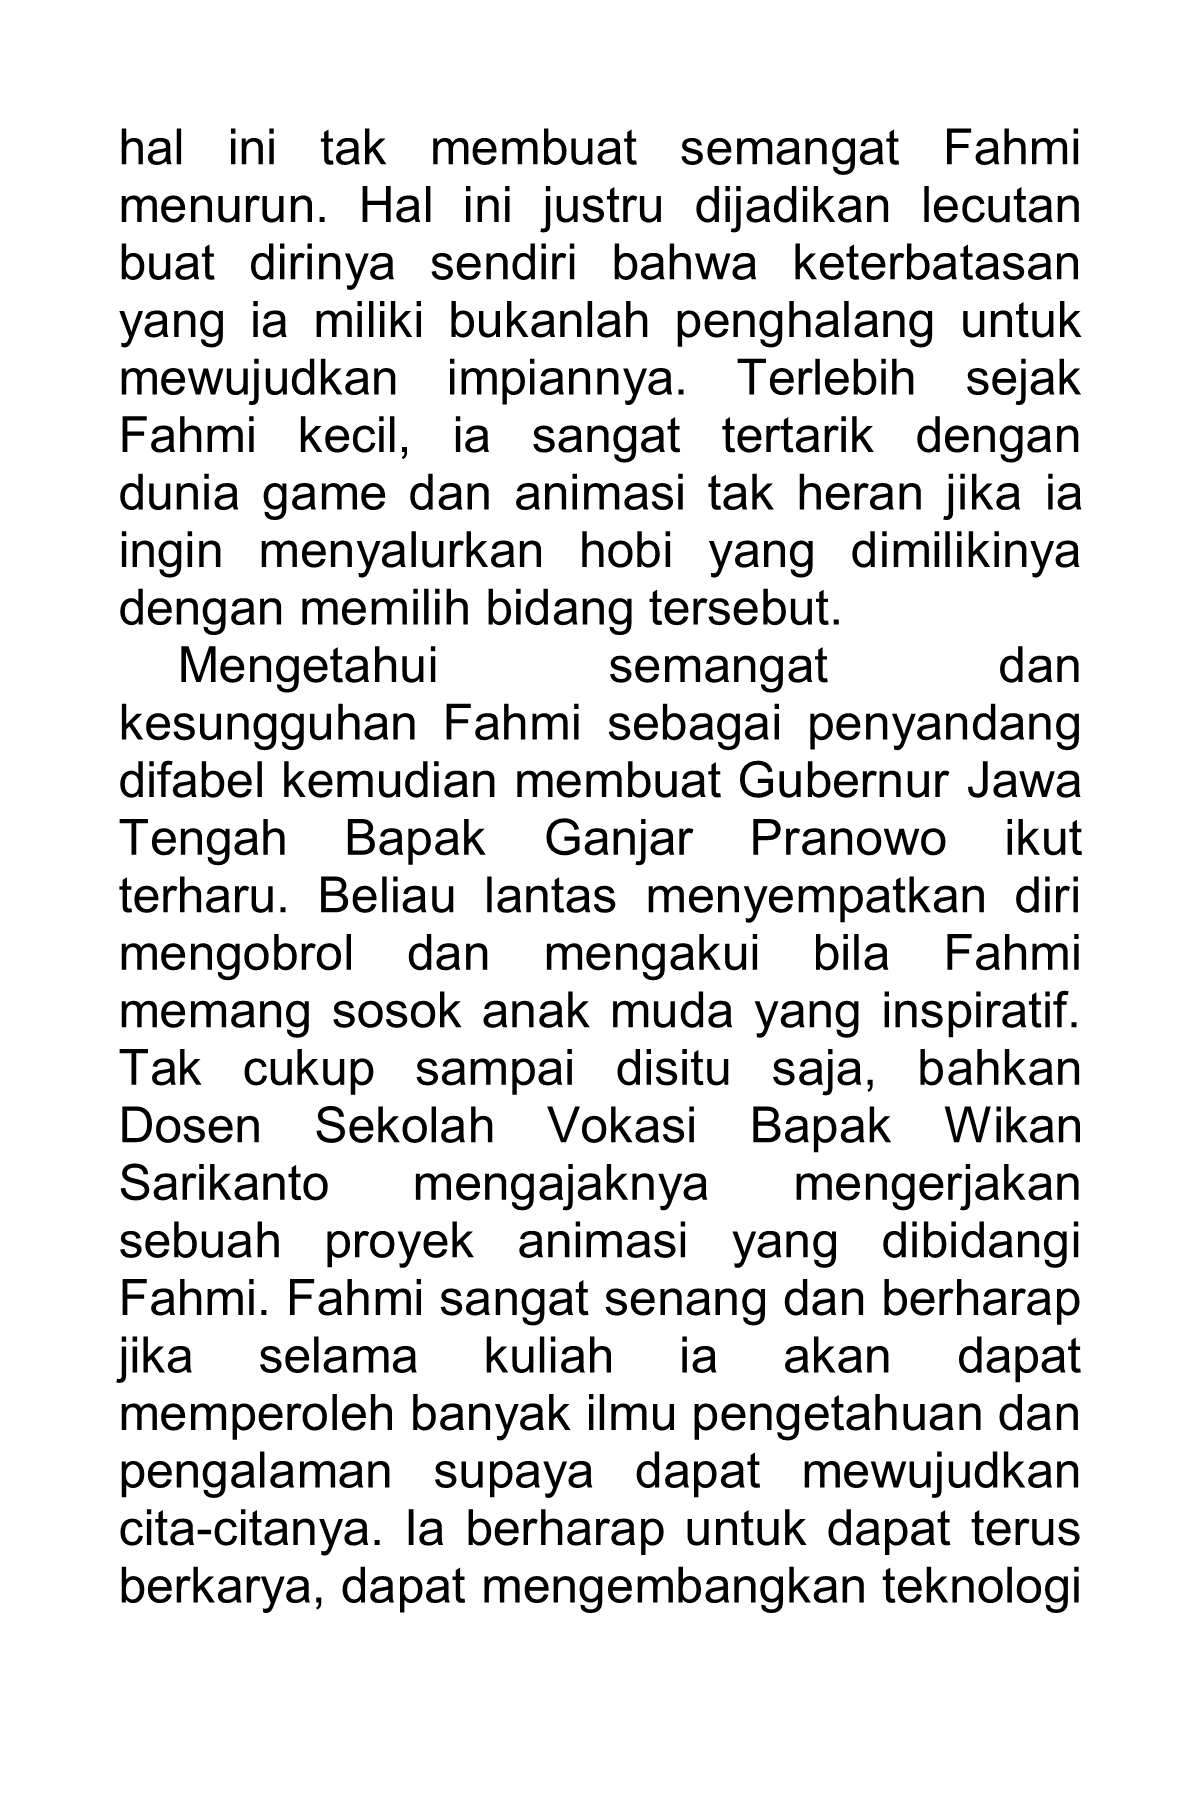 hal ini tak membuat semangat Fahmi
menurun. Hal ini justru dijadikan lecutan
buat dirinya sendiri bahwa keterbatasan
yang ia miliki bukanlah penghalang untuk
mewujudkan impiannya. Terlebih sejak
Fahmi kecil, ia sangat tertarik dengan
dunia game dan animasi tak heran jika ia
ingin menyalurkan hobi yang dimilikinya
dengan memilih bidang tersebut.
Mengetahui semangat dan
kesungguhan Fahmi sebagai penyandang
difabel kemudian membuat Gubernur Jawa
Tengah Bapak Ganjar Pranowo ikut
terharu. Beliau lantas menyempatkan diri
mengobrol dan mengakui bila Fahmi
memang sosok anak muda yang inspiratif.
Tak cukup sampai disitu saja, bahkan
Dosen Sekolah Vokasi Bapak Wikan
Sarikanto mengajaknya mengerjakan
sebuah proyek animasi yang dibidangi
Fahmi. Fahmi sangat senang dan berharap
jika selama kuliah ia akan dapat
memperoleh banyak ilmu pengetahuan dan
pengalaman supaya dapat mewujudkan
cita-citanya. Ia berharap untuk dapat terus
berkarya, dapat mengembangkan teknologi